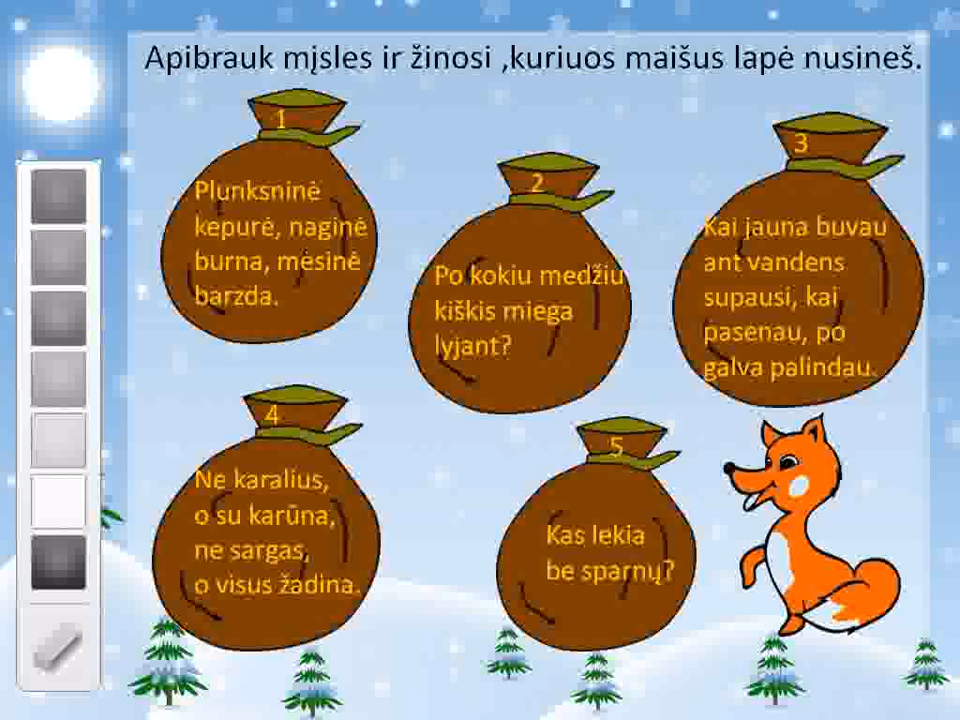 Apibrauk mįsles ir žinosi ,kuriuos maišus lapė nusineš.
1
Plunksninė
kepurė, naginė
burna, mėsinė
barzda.
2
Po kokiu medžiu
kiškis miega
lyjant?
3
Kai jauna buvau
ant vandens
supausi, kai
pasenau, po
galva palindau.
4
Ne karalius,
o su karūna,
ne sargas,
o visus žadina.
5
Kas lekia
be sparnų?